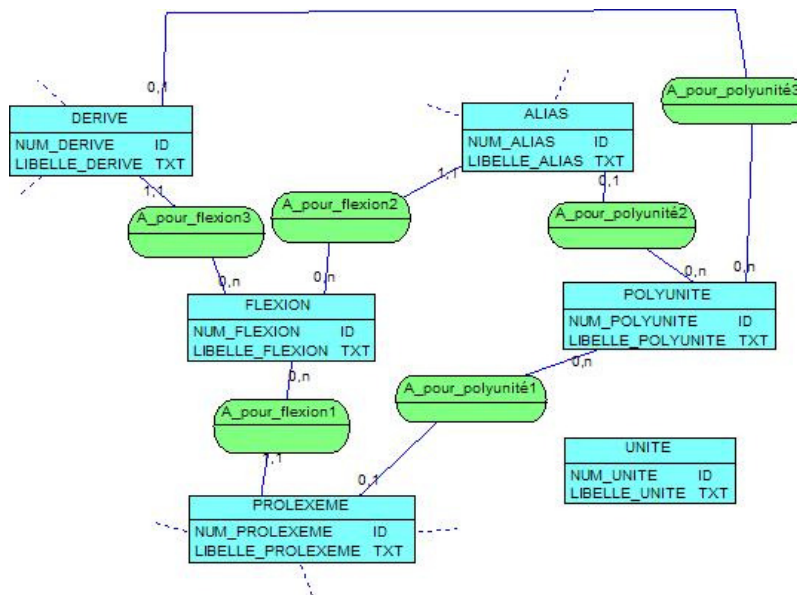 0,1
A_pour_polyunité3
DERIVE
NUM_DERIVE ID
LIBELLE_DERIVE TXT
ALIAS
NUM_ALIAS ID
LIBELLE_ALIAS TXT
1,1
1,1
0,1
A_pour_flexion3
A_pour_flexion2
A_pour_polyunité2
0,n
0,n
0,n
0,n
FLEXION
NUM_FLEXION ID
LIBELLE_FLEXION TXT
POLYUNITE
NUM_POLYUNITE ID
LIBELLE_POLYUNITE TXT
0,n
0,n
A_pour_flexion1
A_pour_polyunité1
1,1
0,1
UNITE
NUM_UNITE ID
LIBELLE_UNITE TXT
PROLEXEME
NUM_PROLEXEME ID
LIBELLE_PROLEXEME TXT